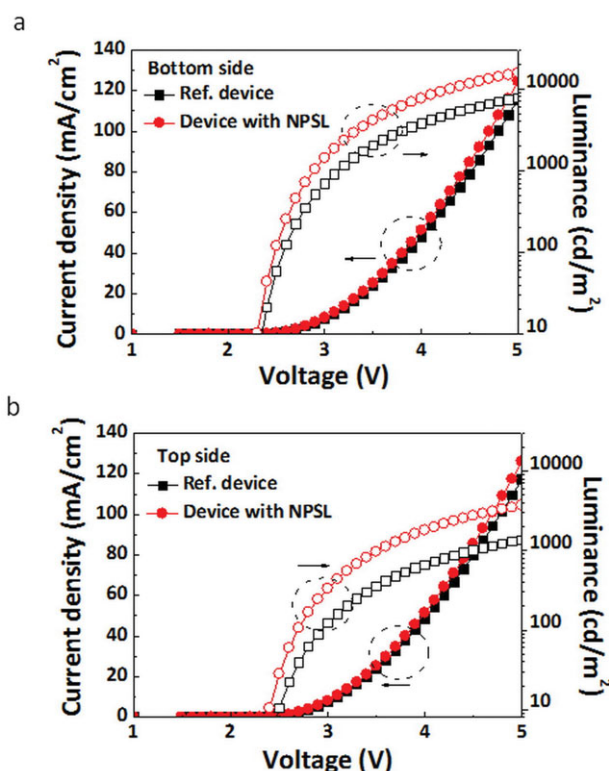 a
Bottom side
Ref. device
Device with NPSL
Current density (mA/cm²)
140
120
100
80
60
40
20
0
Luminance (cd/m²)
10000
1000
100
10
1 2 3 4 5
Voltage (V)
b
Top side
Ref. device
Device with NPSL
Current density (mA/cm²)
140
120
100
80
60
40
20
0
Luminance (cd/m²)
10000
1000
100
10
1 2 3 4 5
Voltage (V)